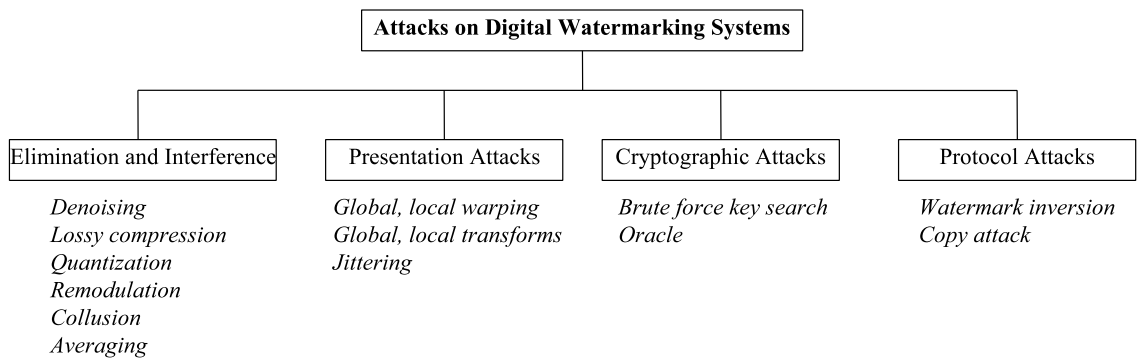 Attacks on Digital Watermarking Systems
Elimination and Interference
Denoising
Lossy compression
Quantization
Remodulation
Collusion
Averaging
Presentation Attacks
Global, local warping
Global, local transforms
Jittering
Cryptographic Attacks
Brute force key search
Oracle
Protocol Attacks
Watermark inversion
Copy attack